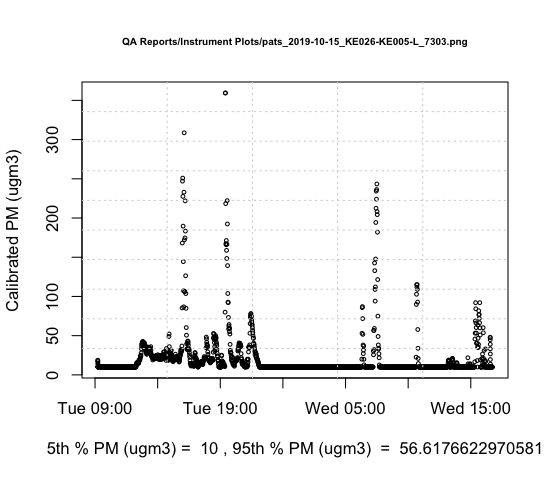 QA Reports/Instrument Plots/pats_2019-10-15_KE026-KE005-L_7303.png
Calibrated PM (ugm3)
300
200
100
50
0
Tue 09:00 Tue 19:00 Wed 05:00 Wed 15:00
5th % PM (ugm3) = 10 , 95th % PM (ugm3) = 56.6176622970581